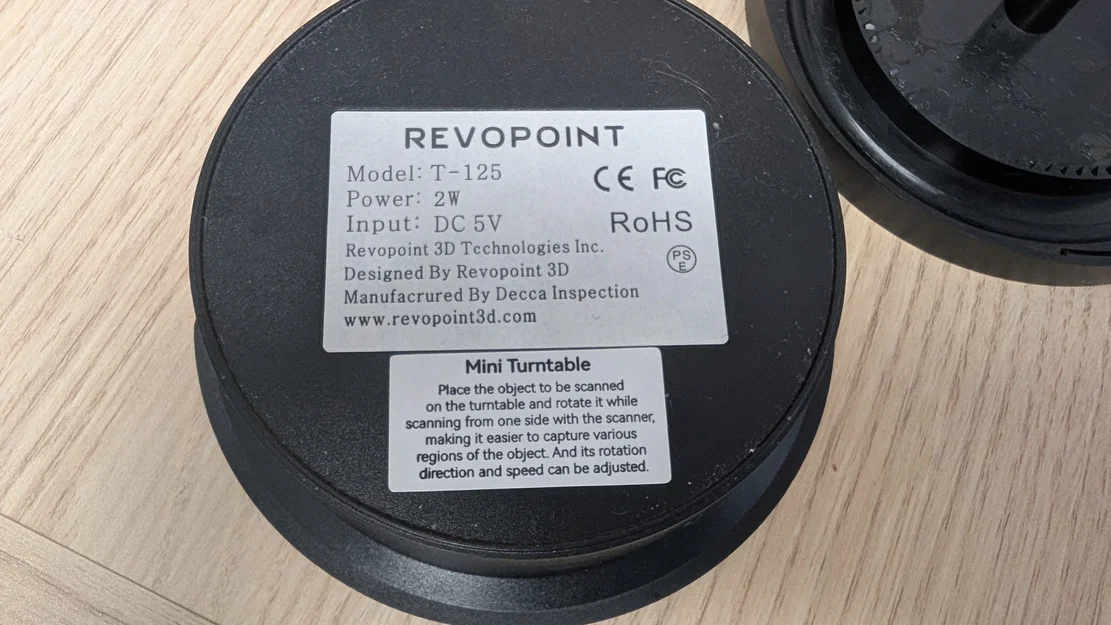 REVOPOINT
Model: T-125
Power: 2W
Input: DC 5V
CE FC
RoHS
PSE
Revopoint 3D Tcchnologies Inc.
Designed By Revopoint 3D
Manufacrured By Decca Inspection
www.revopoint3d.com
Mini Turntable
Place the object to be scanned
on the turntable and rotate it while
scanning from one side with the scanner,
making it easier to capture various
regions of the object. And its rotation
direction and speed can be adjusted.